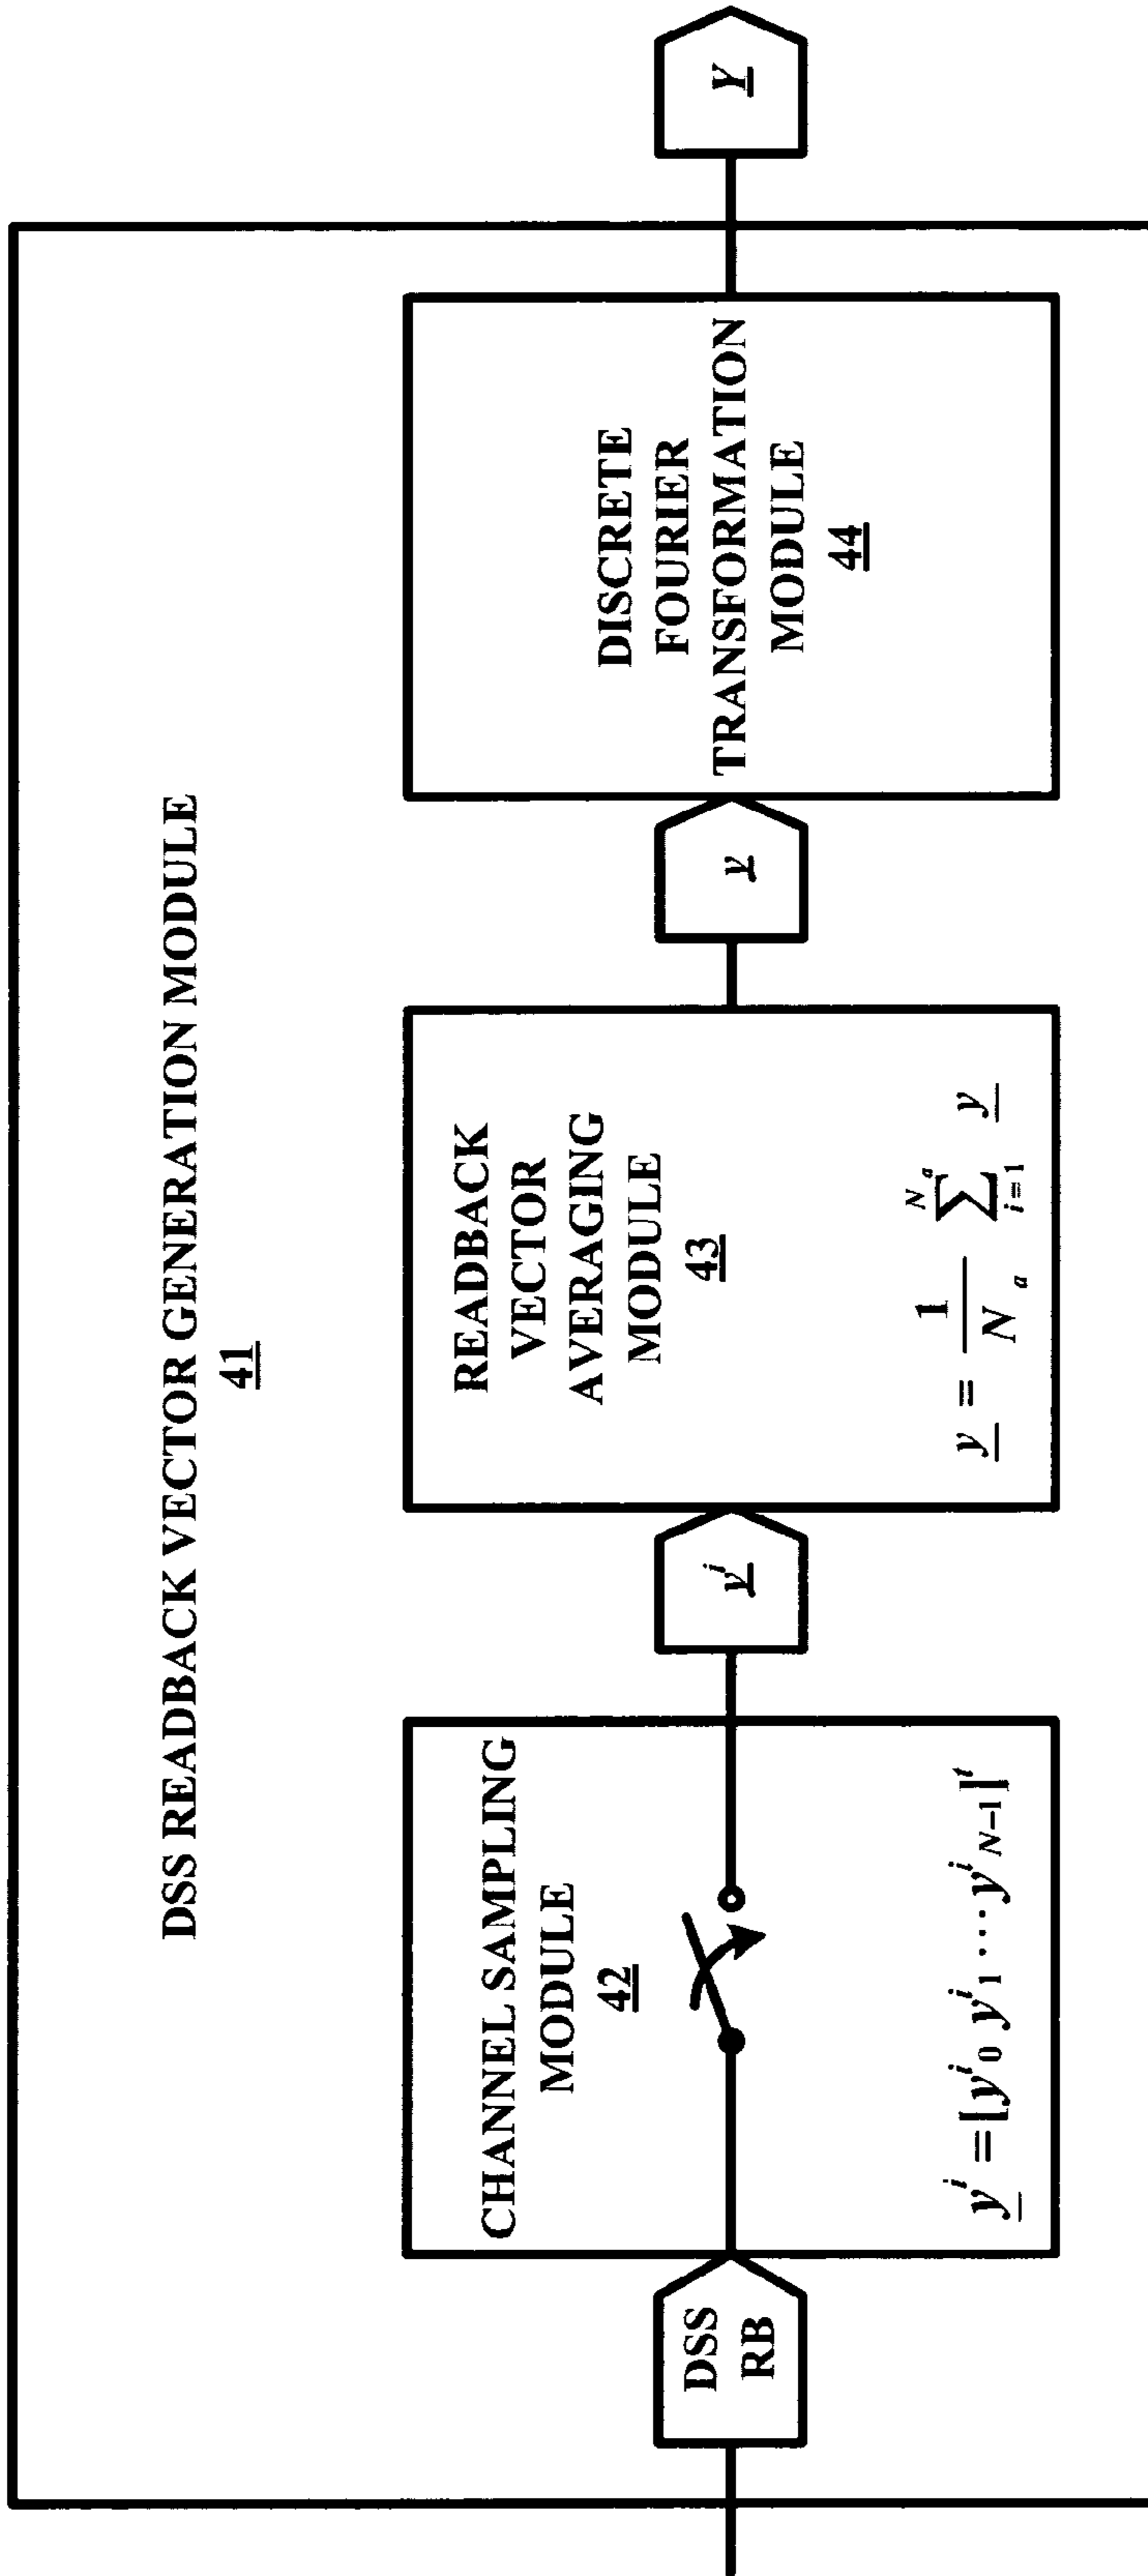 DSS READBACK VECTOR GENERATION MODULE
41
DSS
RB
CHANNEL SAMPLING
MODULE
42
y^i = [y^i_0 y^i_1 ⋯ y^i_{N−1}]^t
y^i
READBACK
VECTOR
AVERAGING
MODULE
43
y = 1/N_a ∑_{i=1}^{N_a} y
y
DISCRETE
FOURIER
TRANSFORMATION
MODULE
44
Y